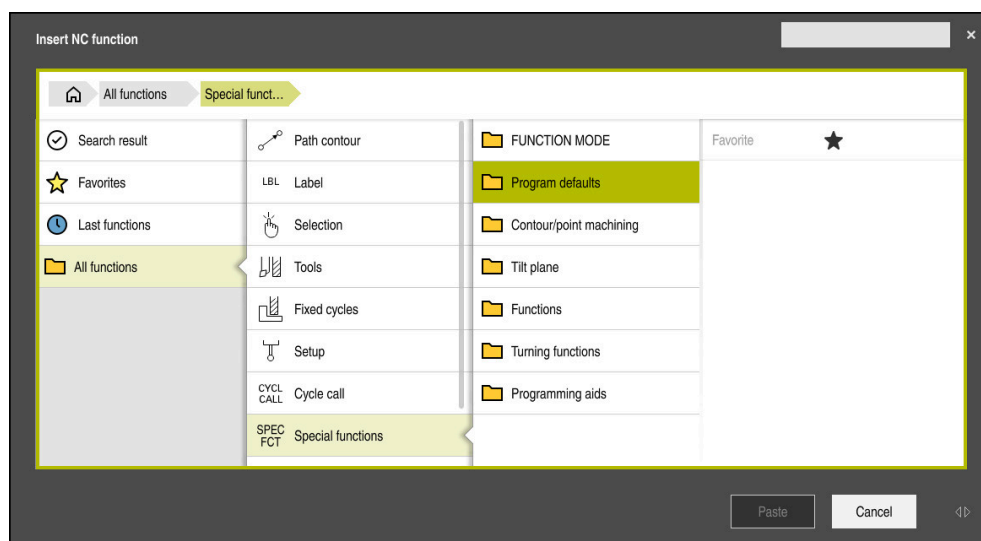 Insert NC function
All functions
Special funct...
Search result
Favorites
Last functions
All functions
Path contour
LBL Label
Selection
Tools
Fixed cycles
Setup
CYCL
CALL Cycle call
SPEC
FCT Special functions
FUNCTION MODE
Program defaults
Contour/point machining
Tilt plane
Functions
Turning functions
Programming aids
Favorite
Paste
Cancel